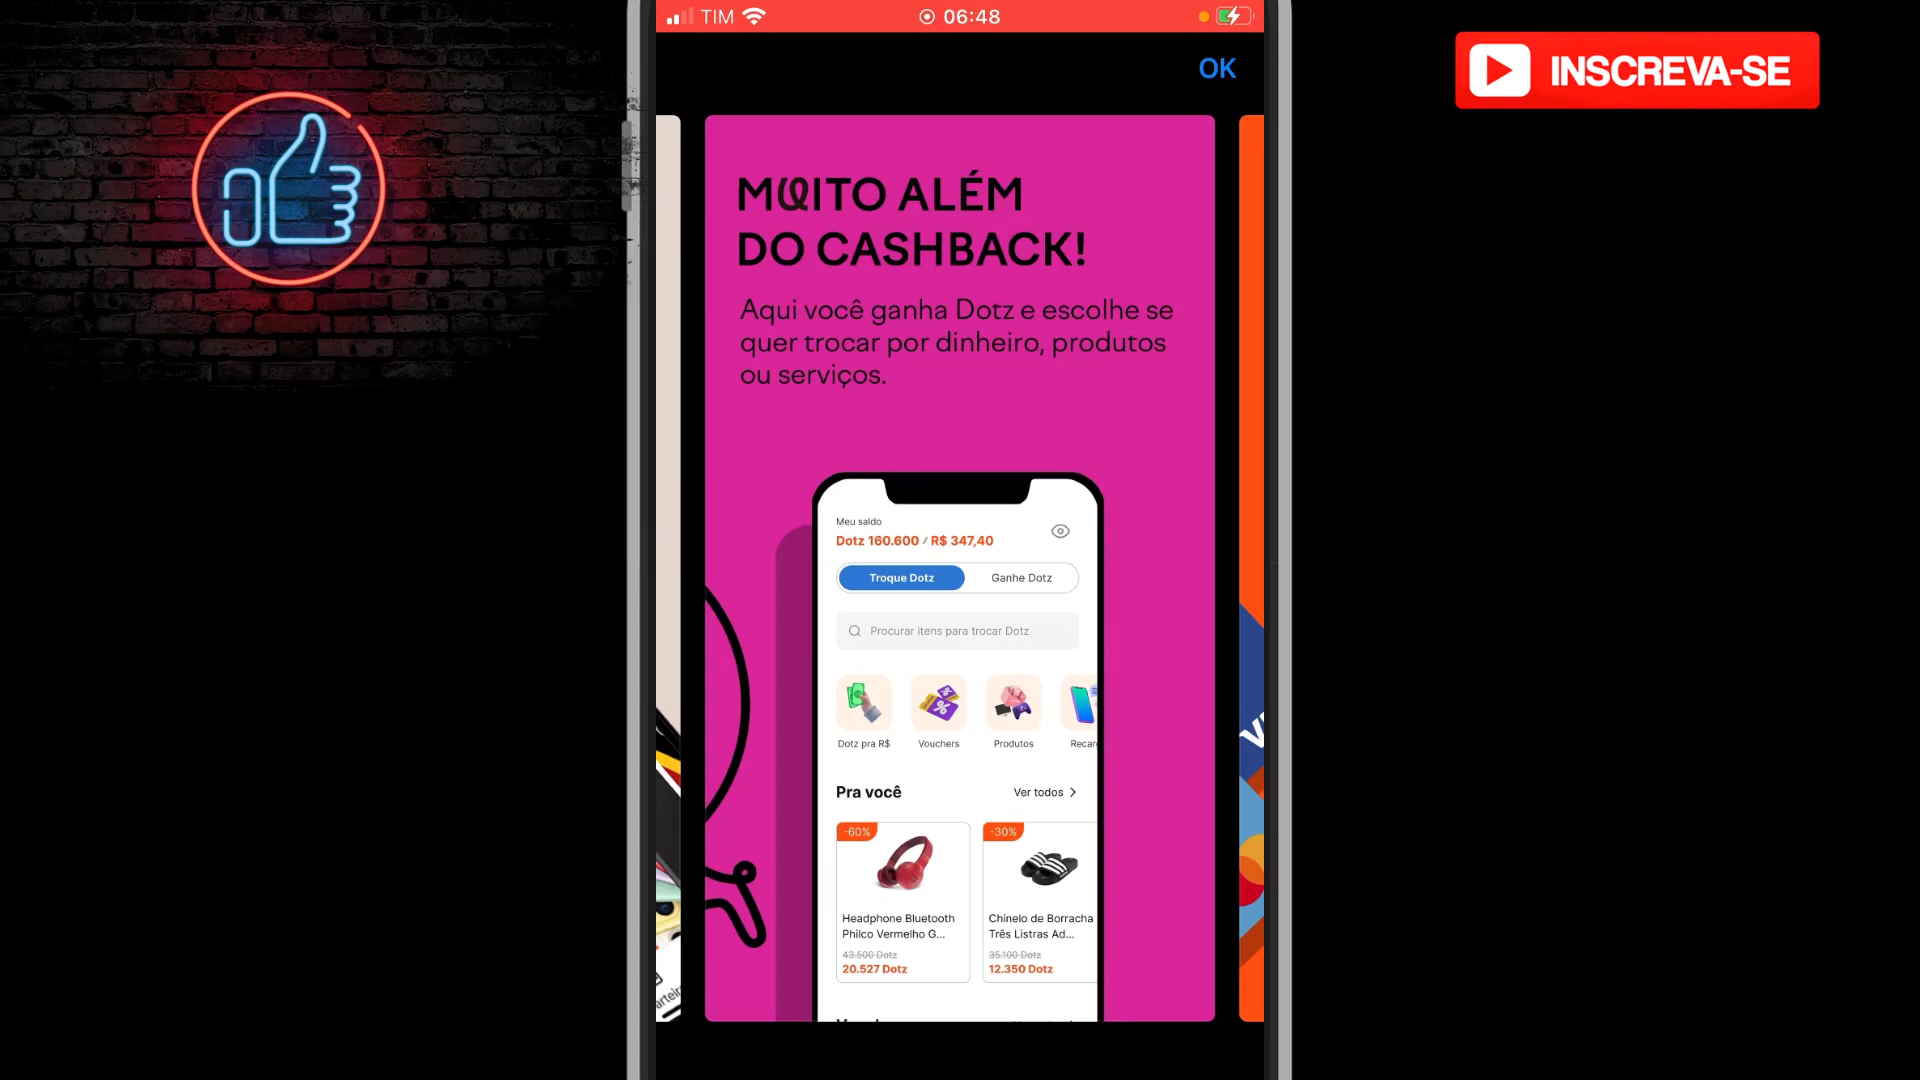 TIM
06:48
OK
INSCREVA-SE
MUITO ALÉM
DO CASHBACK!
Aqui você ganha Dotz e escolhe se
quer trocar por dinheiro, produtos
ou serviços.
Meu saldo
Dotz 160.600 / R$ 347,40
Troque Dotz
Ganhe Dotz
Procurar itens para trocar Dotz
Dotz pra R$
Vouchers
Produtos
Recar
Pra você
Ver todos
-60%
-30%
Headphone Bluetooth
Philco Vermelho G...
43.500 Dotz
20.527 Dotz
Chinelo de Borracha
Três Listras Ad...
35.100 Dotz
12.350 Dotz